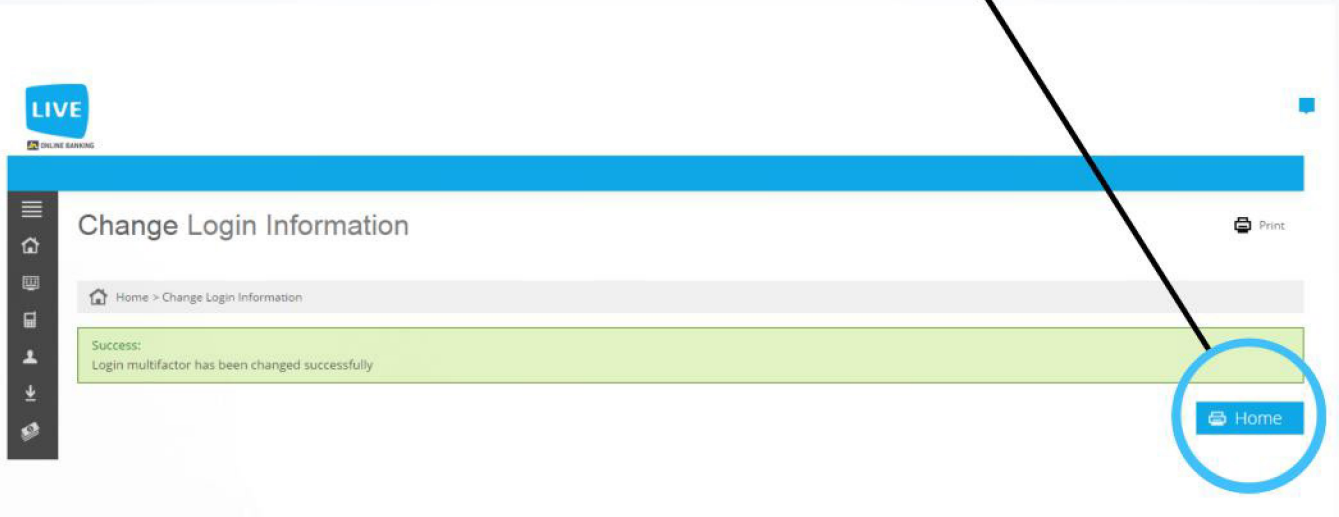 LIVE
ONLINE BANKING
Change Login Information
Print
Home > Change Login Information
Success:
Login multifactor has been changed successfully
Home